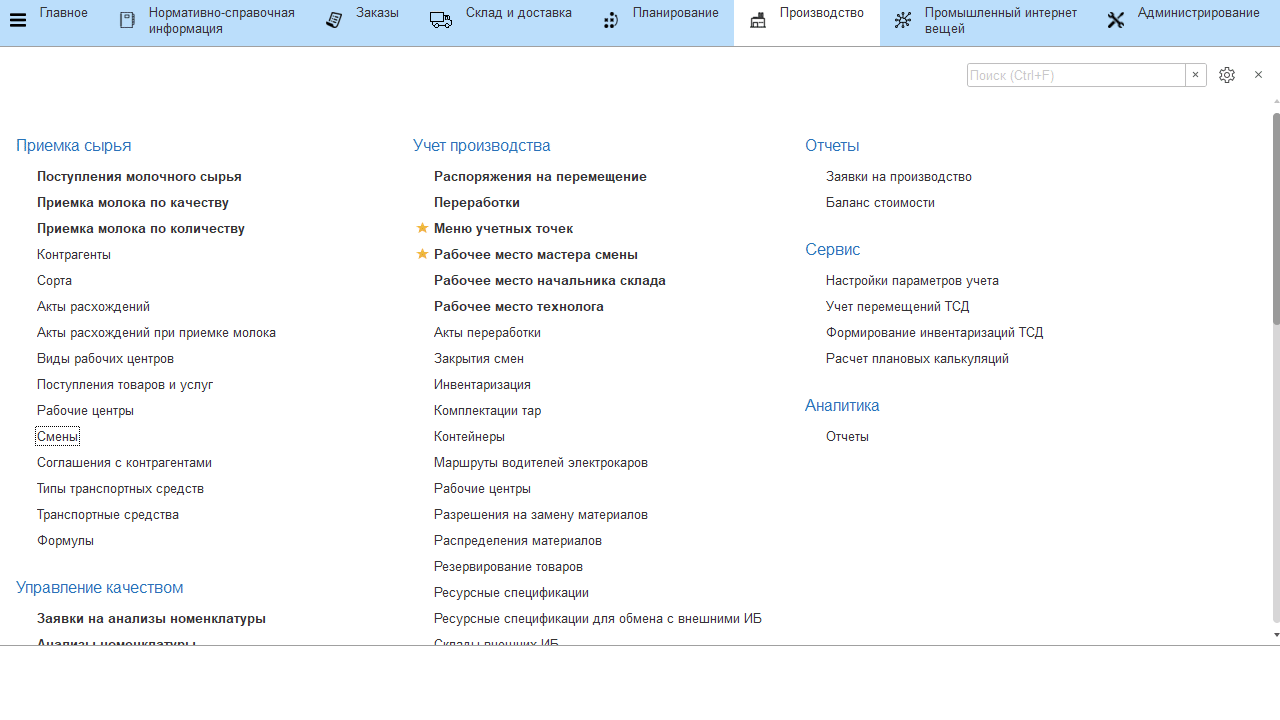 Главное
Нормативно-справочная
информация
Заказы
Склад и доставка
Планирование
Производство
Промышленный интернет
вещей
Администрирование
Поиск (Ctrl+F)
Приемка сырья
Поступления молочного сырья
Приемка молока по качеству
Приемка молока по количеству
Контрагенты
Сорта
Акты расхождений
Акты расхождений при приемке молока
Виды рабочих центров
Поступления товаров и услуг
Рабочие центры
Смены
Соглашения с контрагентами
Типы транспортных средств
Транспортные средства
Формулы
Управление качеством
Заявки на анализы номенклатуры
Анализы номенклатуры
Учет производства
Распоряжения на перемещение
Переработки
Меню учетных точек
Рабочее место мастера смены
Рабочее место начальника склада
Рабочее место технолога
Акты переработки
Закрытия смен
Инвентаризация
Комплектации тар
Контейнеры
Маршруты водителей электрокаров
Рабочие центры
Разрешения на замену материалов
Распределения материалов
Резервирование товаров
Ресурсные спецификации
Ресурсные спецификации для обмена с внешними ИБ
Склады внешних ИБ
Отчеты
Заявки на производство
Баланс стоимости
Сервис
Настройки параметров учета
Учет перемещений ТСД
Формирование инвентаризаций ТСД
Расчет плановых калькуляций
Аналитика
Отчеты